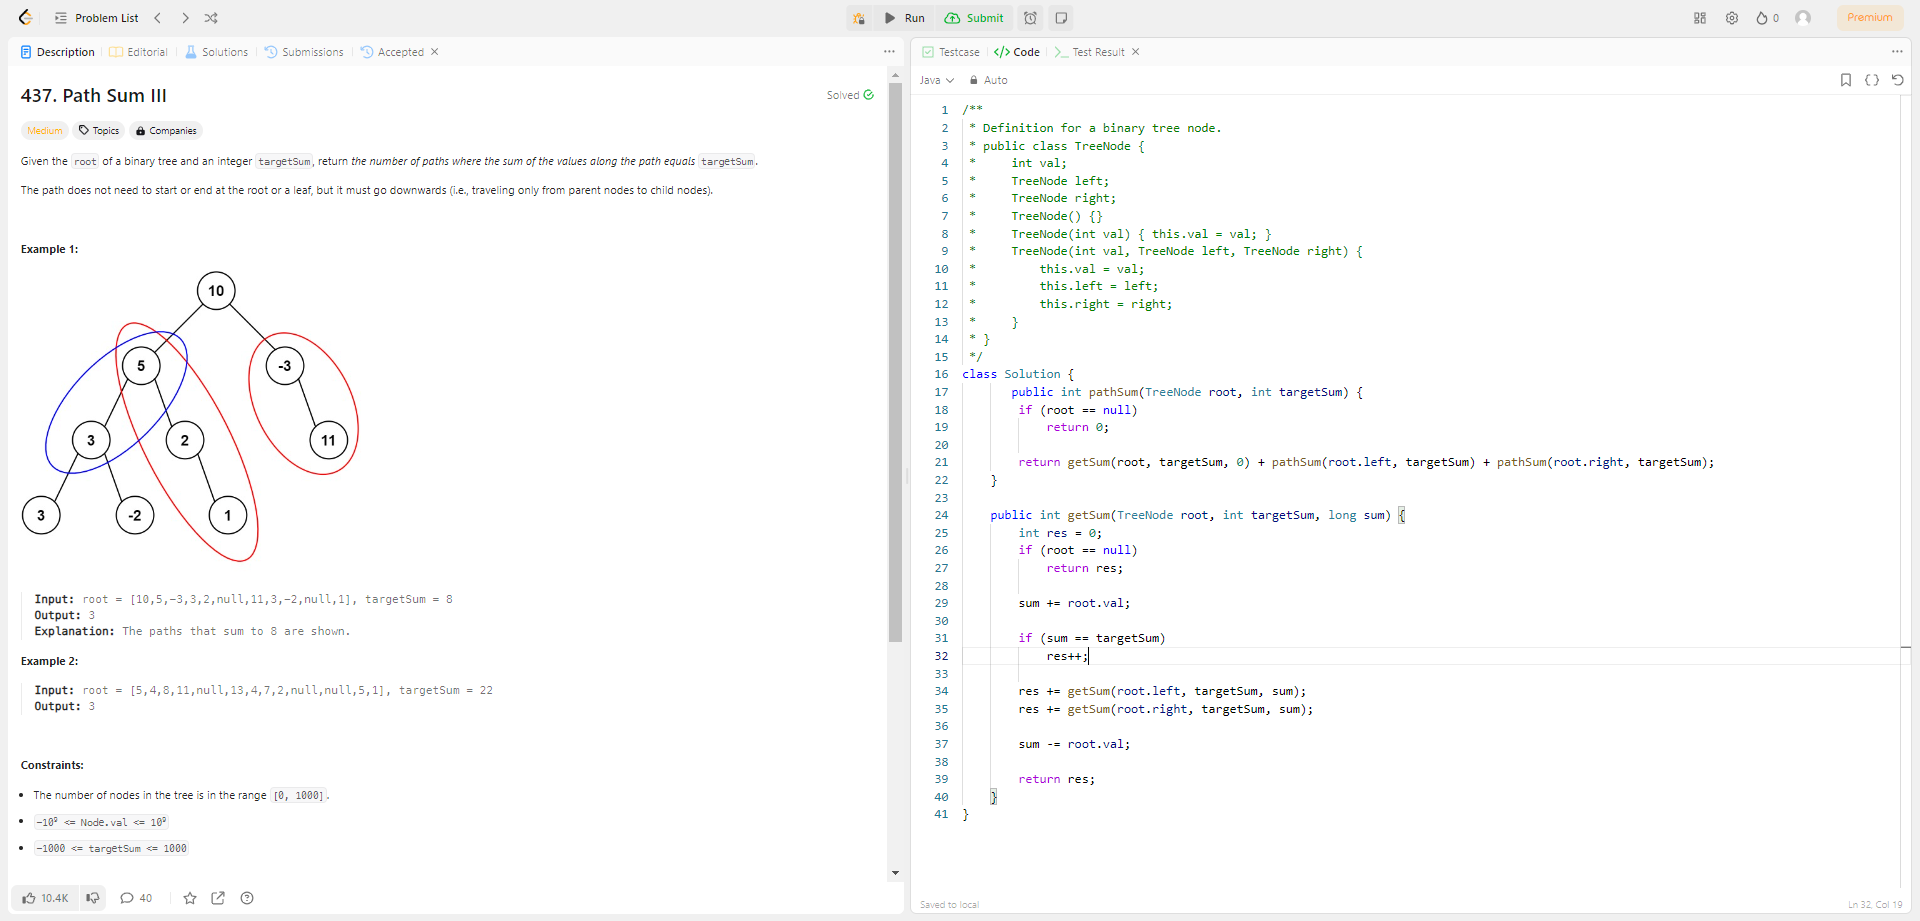 Problem List
Run
Submit
0
Premium
Description
Editorial
Solutions
Submissions
Accepted
437. Path Sum III
Solved
Medium
Topics
Companies
Given the root of a binary tree and an integer targetSum, return the number of paths where the sum of the values along the path equals targetSum.
The path does not need to start or end at the root or a leaf, but it must go downwards (i.e., traveling only from parent nodes to child nodes).
Example 1:
10
5
-3
3
2
11
3
-2
1
Input: root = [10,5,-3,3,2,null,11,3,-2,null,1], targetSum = 8
Output: 3
Explanation: The paths that sum to 8 are shown.
Example 2:
Input: root = [5,4,8,11,null,13,4,7,2,null,null,5,1], targetSum = 22
Output: 3
Constraints:
• The number of nodes in the tree is in the range [0, 1000].
• -10⁹ <= Node.val <= 10⁹
• -1000 <= targetSum <= 1000
10.4K
40
Testcase
</> Code
Test Result
Java
Auto
1 /**
2 * Definition for a binary tree node.
3 * public class TreeNode {
4 *     int val;
5 *     TreeNode left;
6 *     TreeNode right;
7 *     TreeNode() {}
8 *     TreeNode(int val) { this.val = val; }
9 *     TreeNode(int val, TreeNode left, TreeNode right) {
10 *         this.val = val;
11 *         this.left = left;
12 *         this.right = right;
13 *     }
14 * }
15 */
16 class Solution {
17 public int pathSum(TreeNode root, int targetSum) {
18 if (root == null)
19 return 0;
20
21 return getSum(root, targetSum, 0) + pathSum(root.left, targetSum) + pathSum(root.right, targetSum);
22 }
23
24 public int getSum(TreeNode root, int targetSum, long sum) {
25 int res = 0;
26 if (root == null)
27 return res;
28
29 sum += root.val;
30
31 if (sum == targetSum)
32 res++;
33
34 res += getSum(root.left, targetSum, sum);
35 res += getSum(root.right, targetSum, sum);
36
37 sum -= root.val;
38
39 return res;
40 }
41 }
Saved to local
Ln 32, Col 19